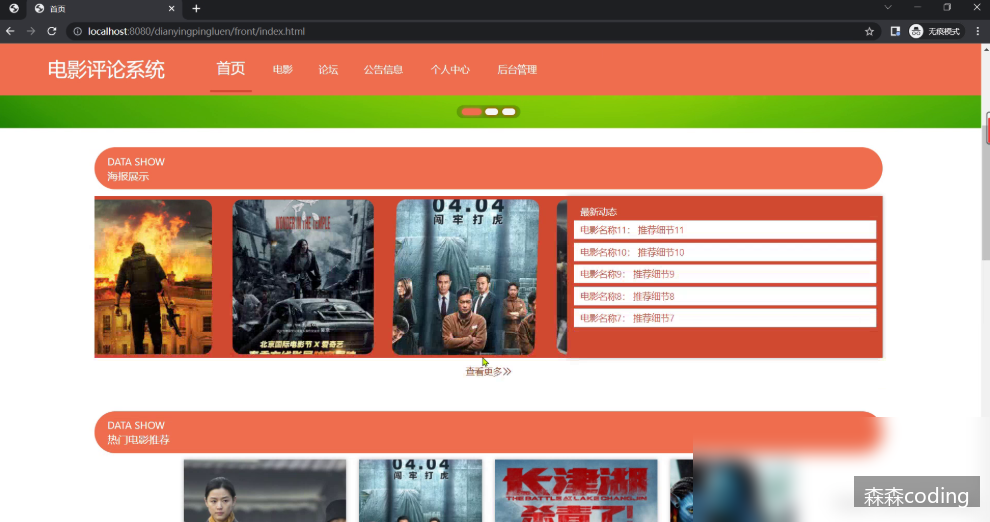 首页
localhost:8080/dianyingpingluen/front/index.html
无痕模式
电影评论系统 首页 电影 论坛 公告信息 个人中心 后台管理
DATA SHOW
海报展示
04.04
闯牢打虎
北京国际电影节 X 爱奇艺
最新动态
电影名称11： 推荐细节11
电影名称10： 推荐细节10
电影名称9： 推荐细节9
电影名称8： 推荐细节8
电影名称7： 推荐细节7
查看更多
DATA SHOW
热门电影推荐
04.04
闯牢打虎
长津湖
THE BATTLE AT LAKE CHANGJIN
杀青了!
森森coding